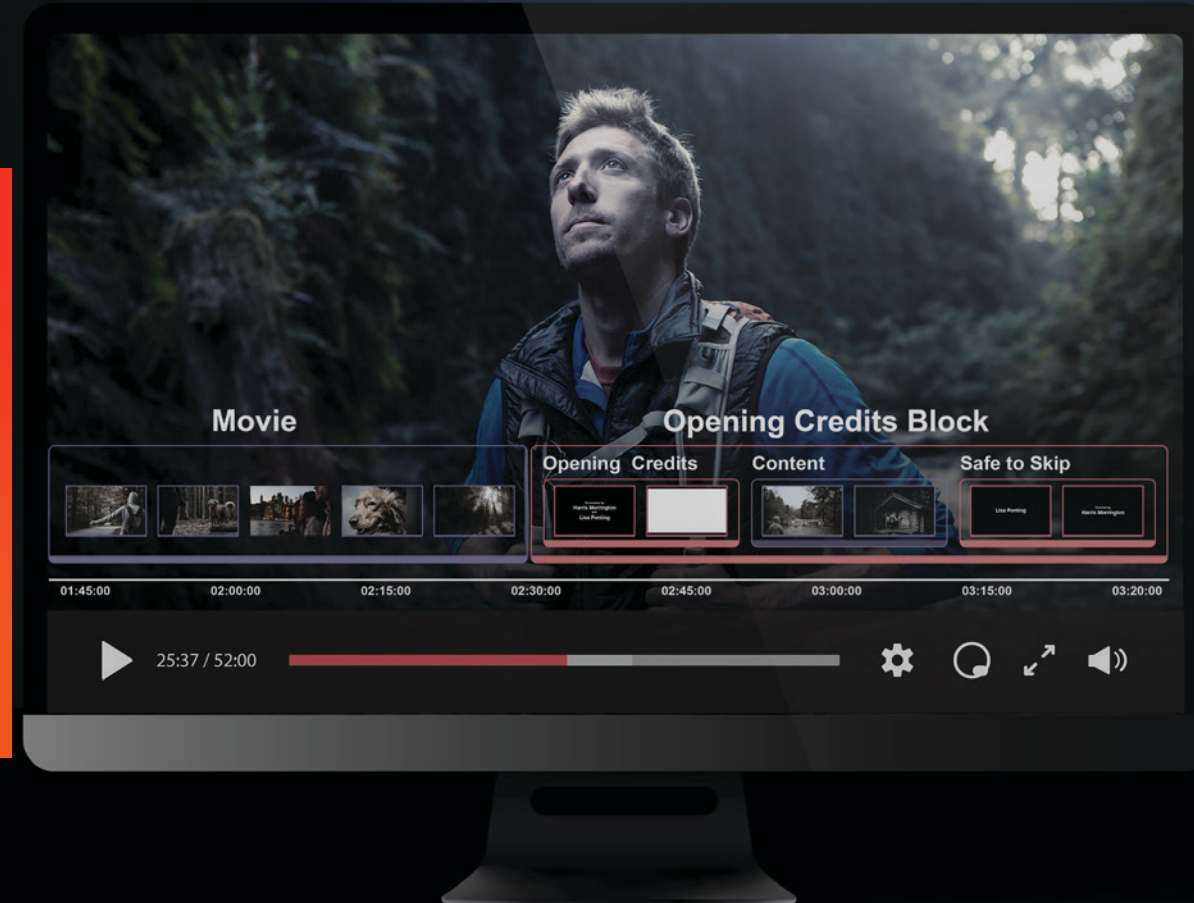 Movie
Opening Credits Block
Opening Credits
Content
Safe to Skip
Harris Morrington
Lisa Penting
Lisa Penting
Harris Morrington
01:45:00
02:00:00
02:15:00
02:30:00
02:45:00
03:00:00
03:15:00
03:20:00
25:37 / 52:00